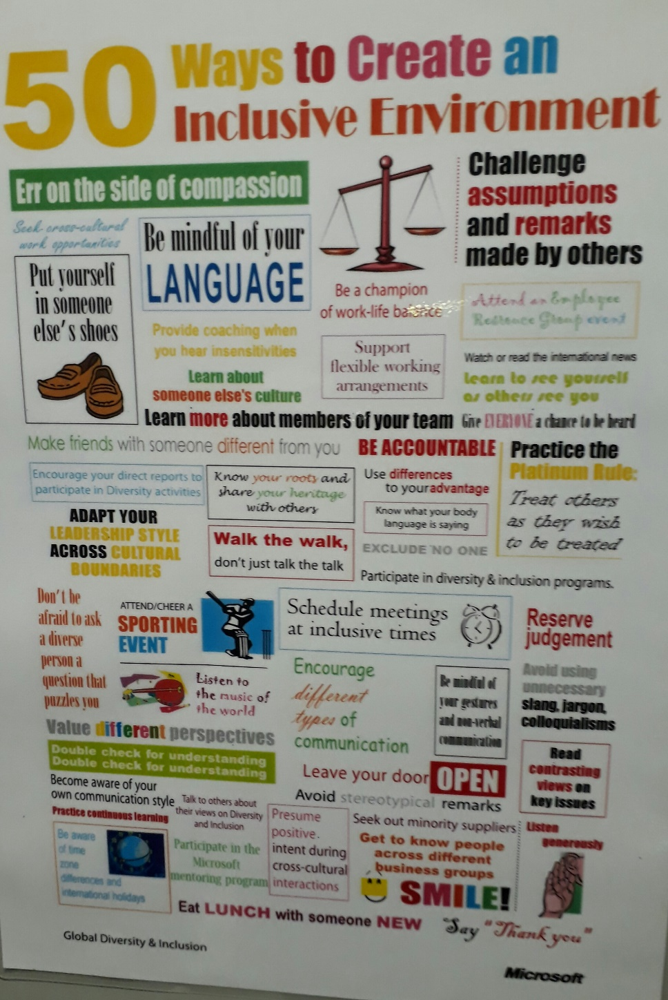 50 Ways to Create an
Inclusive Environment
Err on the side of compassion
Seek cross-cultural
work opportunities
Put yourself
in someone
else's shoes
Be mindful of your
LANGUAGE
Provide coaching when
you hear insensitivities
Learn about
someone else's culture
Be a champion
of work-life balance
Support
flexible working
arrangements
Challenge
assumptions
and remarks
made by others
Attend an Employee
Resource Group event
Watch or read the international news
Learn to see yourself
as others see you
Learn more about members of your team
Give EVERYONE a chance to be heard
Make friends with someone different from you
BE ACCOUNTABLE
Practice the
Platinum Rule:
Treat others
as they wish
to be treated
Encourage your direct reports to
participate in Diversity activities
Know your roots and
share your heritage
with others
Use differences
to your advantage
Know what your body
language is saying
EXCLUDE NO ONE
ADAPT YOUR
LEADERSHIP STYLE
ACROSS CULTURAL
BOUNDARIES
Walk the walk,
don't just talk the talk
Participate in diversity & inclusion programs.
Don't be
afraid to ask
a diverse
person a
question that
puzzles you
ATTEND/CHEER A
SPORTING
EVENT
Schedule meetings
at inclusive times
Reserve
judgement
Listen to
the music of
the world
Encourage
different
types of
communication
Be mindful of
your gestures
and non-verbal
communication
Avoid using
unnecessary
slang, jargon,
colloquialisms
Value different perspectives
Double check for understanding
Double check for understanding
Leave your door OPEN
Read
contrasting
views on
key issues
Become aware of your
own communication style
Avoid stereotypical remarks
Practice continuous learning
Talk to others about
their views on Diversity
and Inclusion
Presume
positive.
intent during
cross-cultural
interactions
Seek out minority suppliers
Listen
generously
Be aware
of time
zone
differences and
international holidays
Participate in the
Microsoft
mentoring program
Get to know people
across different
business groups
SMILE!
Eat LUNCH with someone NEW
Say "Thank you"
Global Diversity & Inclusion
Microsoft